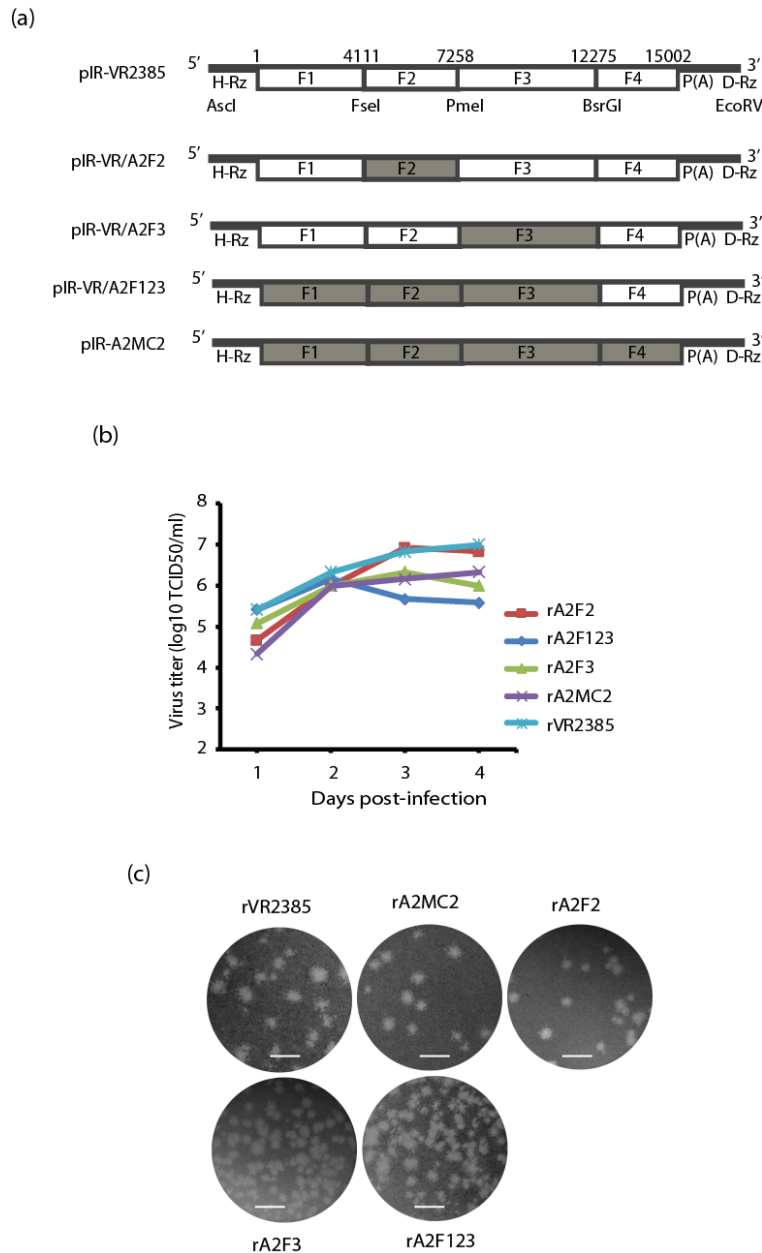 (a)
1 4111 7258 12275 15002
pIR-VR2385 5′ 3′
H-Rz F1 F2 F3 F4 P(A) D-Rz
AscI FseI PmeI BsrGI EcoRV
pIR-VR/A2F2 5′ 3′
H-Rz F1 F2 F3 F4 P(A) D-Rz
pIR-VR/A2F3 5′ 3′
H-Rz F1 F2 F3 F4 P(A) D-Rz
pIR-VR/A2F123 5′ 3′
H-Rz F1 F2 F3 F4 P(A) D-Rz
pIR-A2MC2 5′ 3′
H-Rz F1 F2 F3 F4 P(A) D-Rz
(b)
Virus titer (log10 TCID50/ml)
8
7
6
5
4
3
2
1 2 3 4
Days post-infection
rA2F2
rA2F123
rA2F3
rA2MC2
rVR2385
(c)
rVR2385 rA2MC2 rA2F2
rA2F3 rA2F123